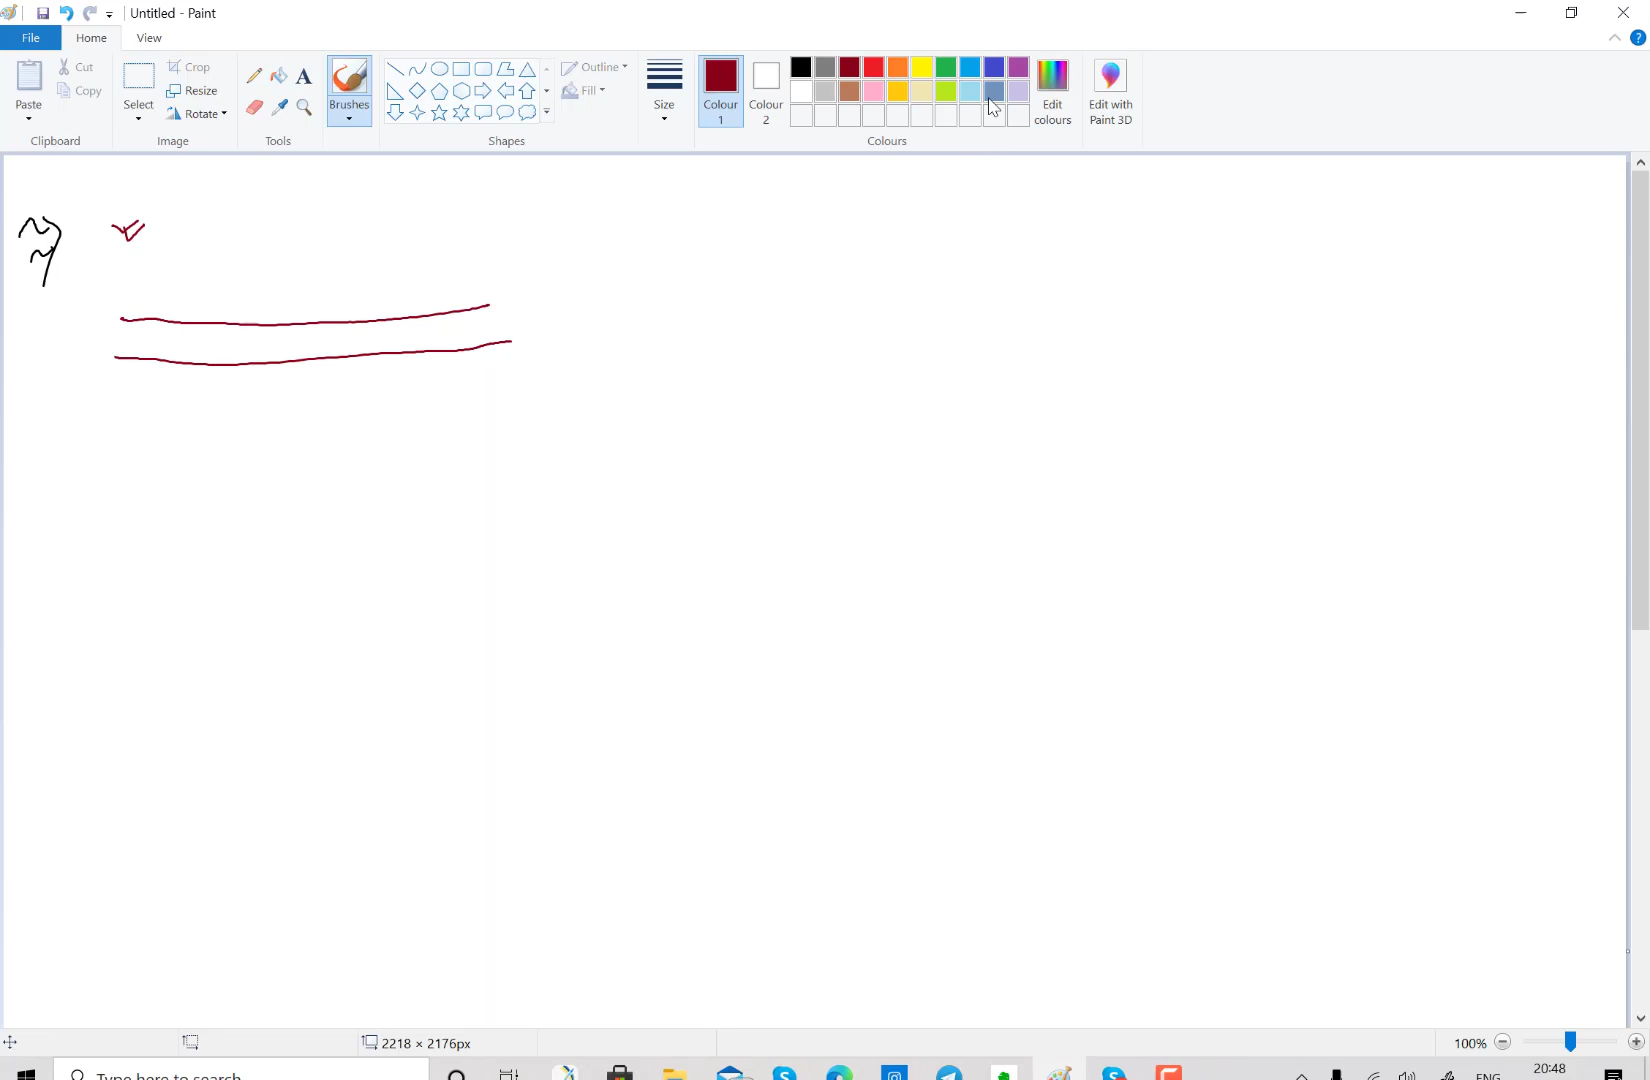 Untitled - Paint
File Home View
Paste Cut Copy Clipboard
Select Crop Resize Rotate Image
Tools
Brushes
Outline Fill Shapes
Size
Colour 1 Colour 2 Edit colours Colours
Edit with Paint 3D
2218 × 2176px 100%
Type here to search ENG 20:48